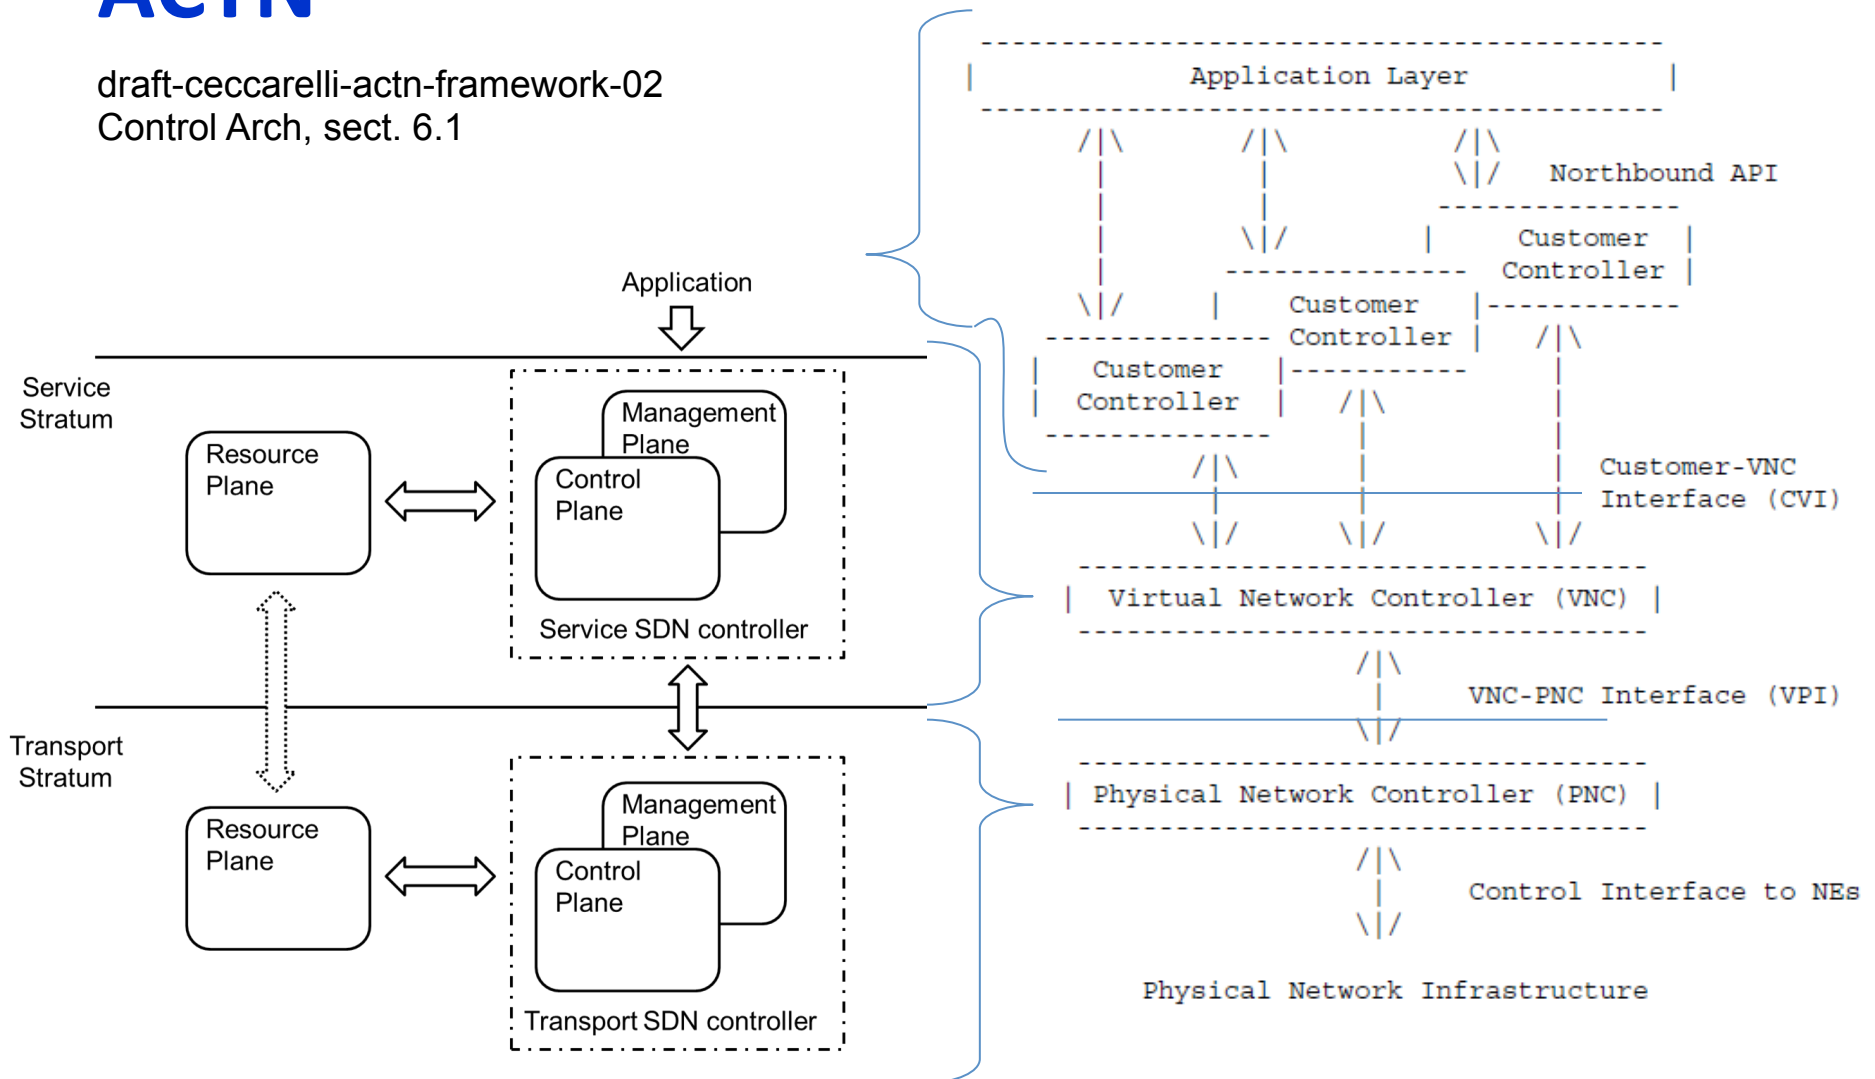 ACTN
draft-ceccarelli-actn-framework-02
Control Arch, sect. 6.1
Application
Service
Stratum
Management
Plane
Resource
Plane
Control
Plane
Service SDN controller
Transport
Stratum
Management
Plane
Resource
Plane
Control
Plane
Transport SDN controller
Application Layer
Northbound API
Customer
Controller
Customer
Controller
Customer
Controller
Customer-VNC
Interface (CVI)
Virtual Network Controller (VNC)
VNC-PNC Interface (VPI)
Physical Network Controller (PNC)
Control Interface to NEs
Physical Network Infrastructure